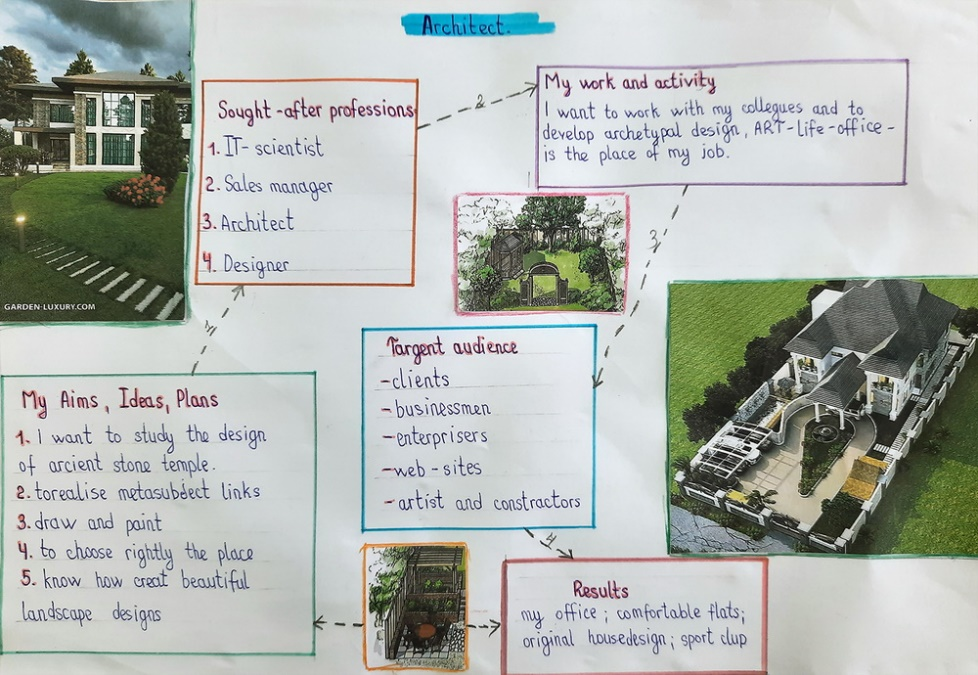 Architect.
GARDEN-LUXURY.COM
Sought-after professions
1. IT-scientist
2. Sales manager
3. Architect
4. Designer
2
My work and activity
I want to work with my collegues and to
develop archetypal design, ART-life-office-
is the place of my job.
3
Targent audience
-clients
-businessmen
-enterprisers
-web-sites
-artist and constractors
1
My Aims, Ideas, Plans
1. I want to study the design
of arcient stone temple.
2. torealise metasubdect links
3. draw and paint
4. to choose rightly the place
5. know how creat beautiful
landscape designs
4
Results
my office; comfortable flats;
original housedesign; sport clup